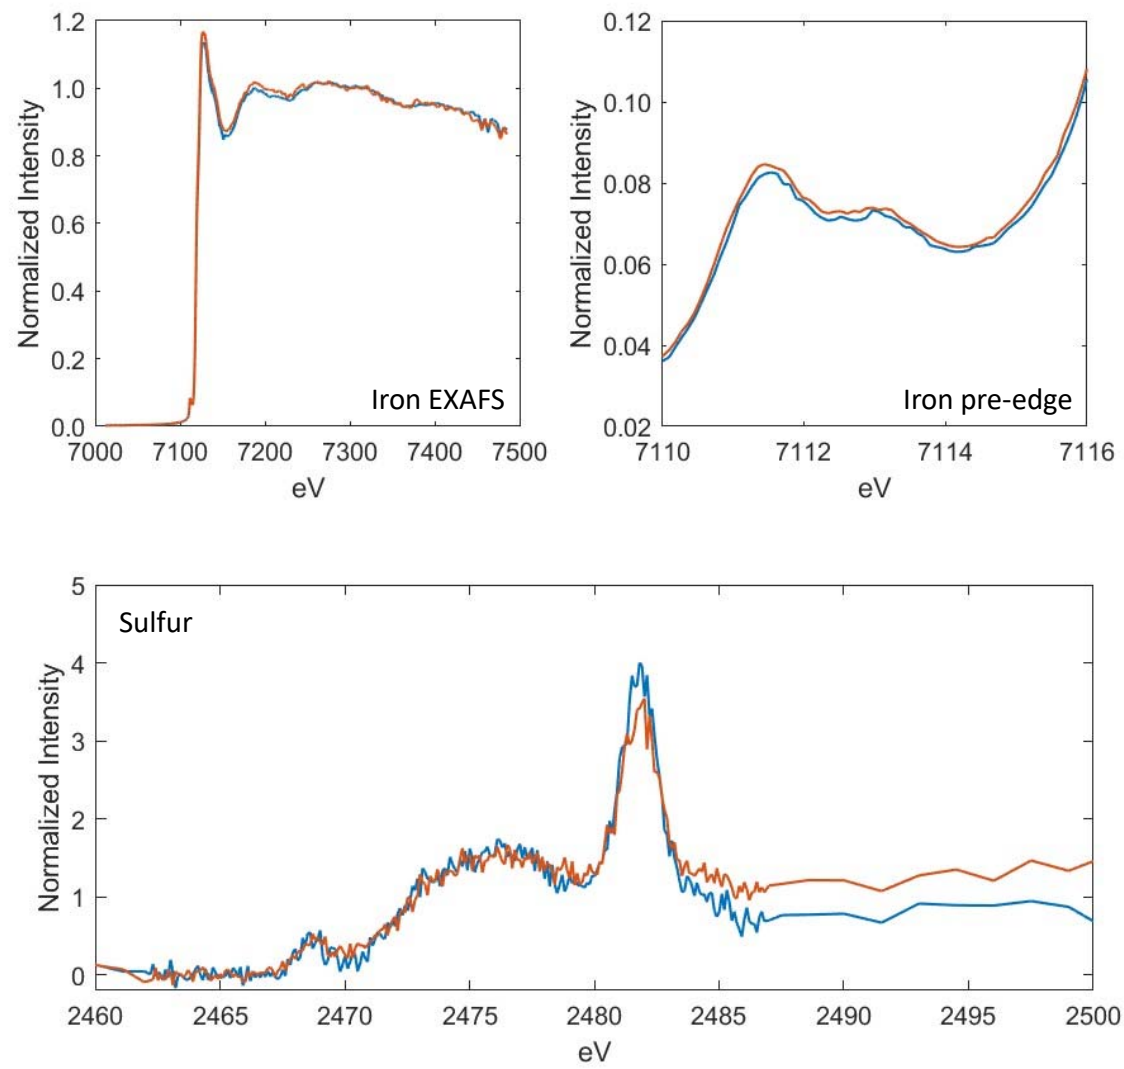 1.2
1.0
0.8
0.6
0.4
0.2
0.0
Normalized Intensity
Iron EXAFS
7000 7100 7200 7300 7400 7500
eV
0.12
0.10
0.08
0.06
0.04
0.02
Normalized Intensity
Iron pre-edge
7110 7112 7114 7116
eV
5
4
3
2
1
0
Normalized Intensity
Sulfur
2460 2465 2470 2475 2480 2485 2490 2495 2500
eV